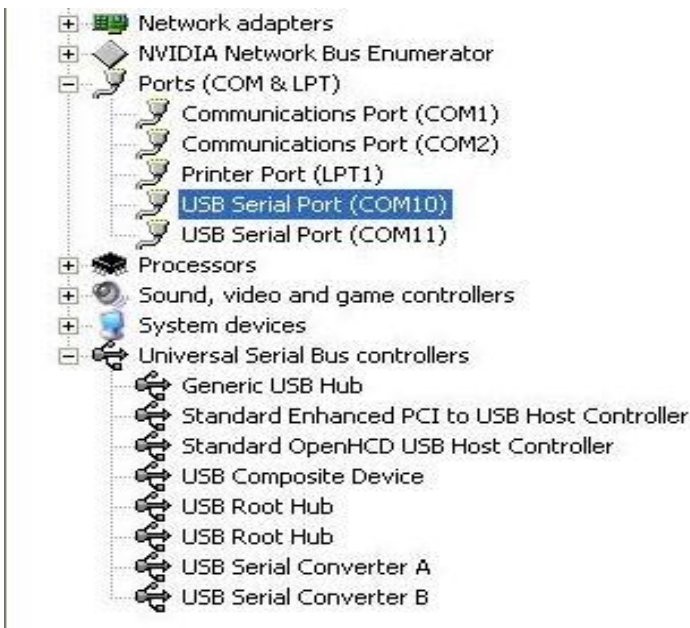 Network adapters
NVIDIA Network Bus Enumerator
Ports (COM & LPT)
Communications Port (COM1)
Communications Port (COM2)
Printer Port (LPT1)
USB Serial Port (COM10)
USB Serial Port (COM11)
Processors
Sound, video and game controllers
System devices
Universal Serial Bus controllers
Generic USB Hub
Standard Enhanced PCI to USB Host Controller
Standard OpenHCD USB Host Controller
USB Composite Device
USB Root Hub
USB Root Hub
USB Serial Converter A
USB Serial Converter B